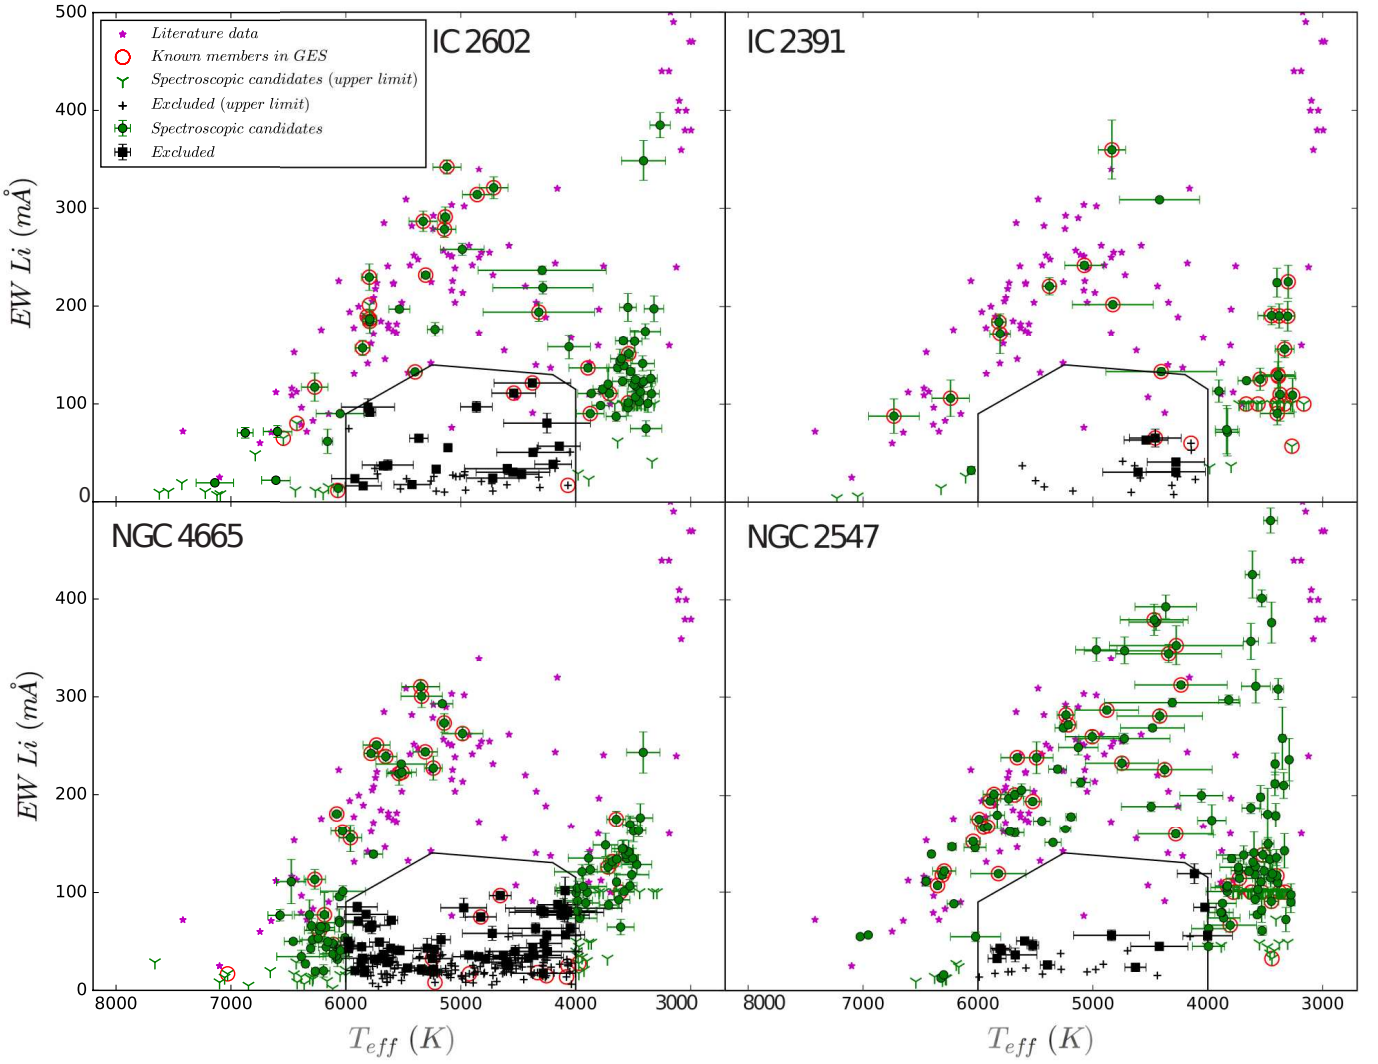 IC 2602
IC 2391
Literature data
Known members in GES
Spectroscopic candidates (upper limit)
Excluded (upper limit)
Spectroscopic candidates
Excluded
EW Li (mÅ)
500
400
300
200
100
0
NGC 4665
NGC 2547
EW Li (mÅ)
400
300
200
100
0
8000 7000 6000 5000 4000 3000
8000 7000 6000 5000 4000 3000
T_eff (K)
T_eff (K)